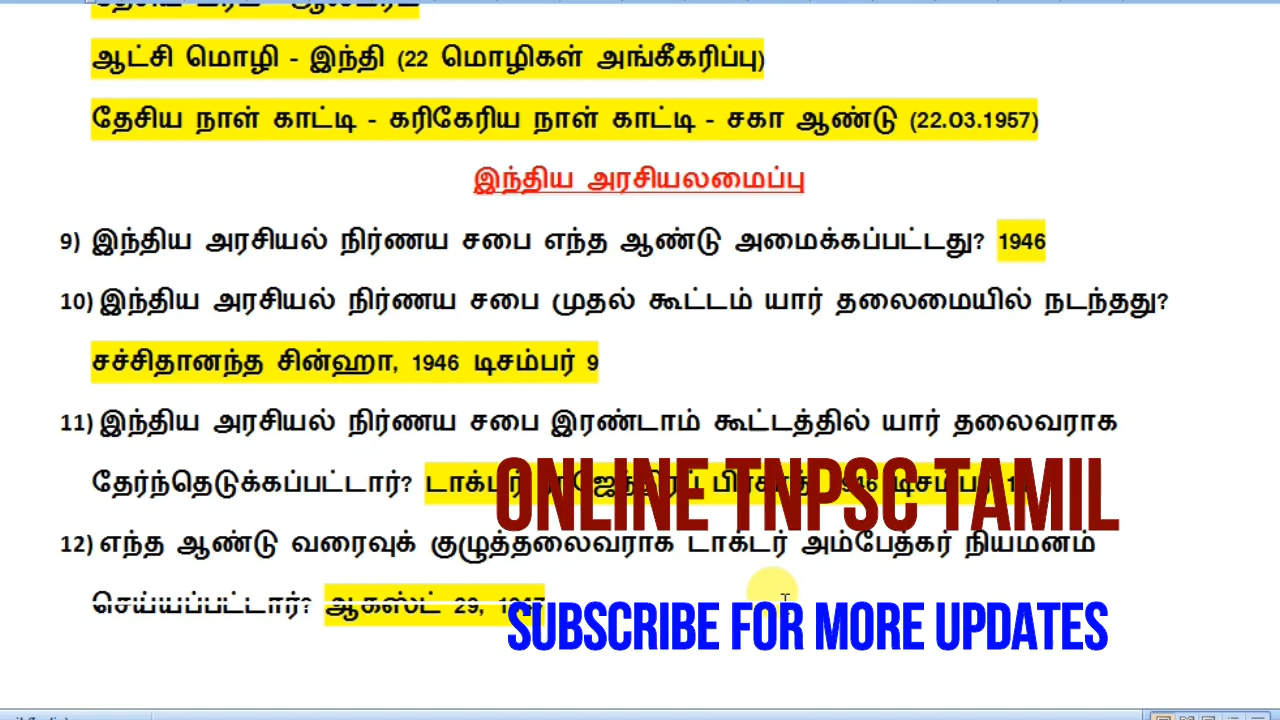 தேசிய மரம் - ஆலமரம்
ஆட்சி மொழி - இந்தி (22 மொழிகள் அங்கீகரிப்பு)
தேசிய நாள் காட்டி - கரிகேரிய நாள் காட்டி - சகா ஆண்டு (22.03.1957)
இந்திய அரசியலமைப்பு
9) இந்திய அரசியல் நிர்ணய சபை எந்த ஆண்டு அமைக்கப்பட்டது? 1946
10) இந்திய அரசியல் நிர்ணய சபை முதல் கூட்டம் யார் தலைமையில் நடந்தது?
சச்சிதானந்த சின்ஹா, 1946 டிசம்பர் 9
11) இந்திய அரசியல் நிர்ணய சபை இரண்டாம் கூட்டத்தில் யார் தலைவராக
தேர்ந்தெடுக்கப்பட்டார்? டாக்டர்
ONLINE TNPSC TAMIL
12) எந்த ஆண்டு வரைவுக் குழுத்தலைவராக டாக்டர் அம்பேத்கர் நியமனம்
செய்யப்பட்டார்? ஆகஸ்ட் 29, 1947
SUBSCRIBE FOR MORE UPDATES